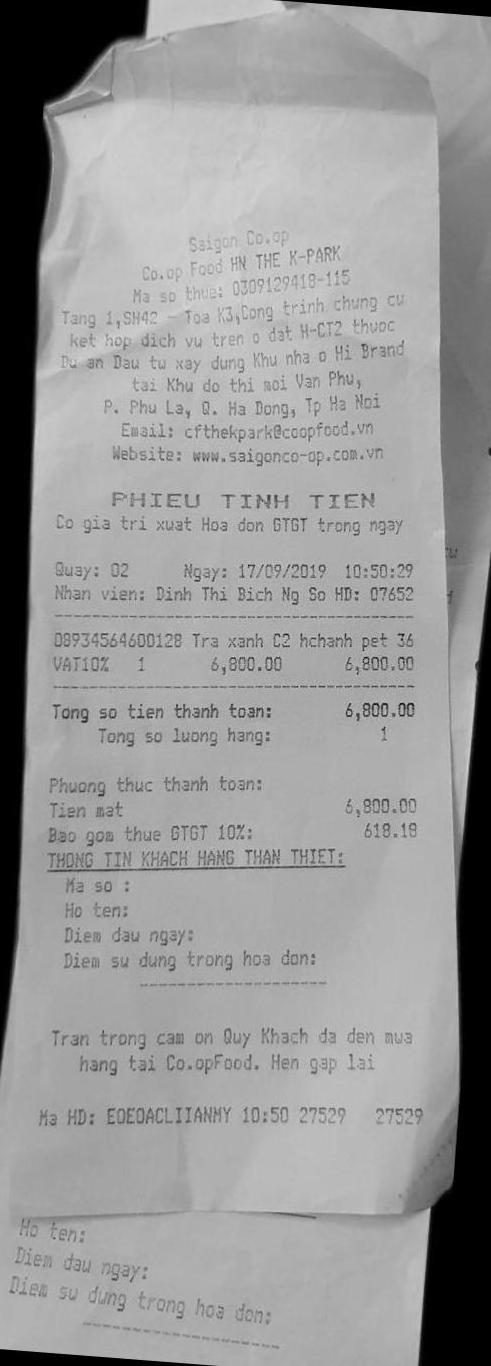 Saigon Co.op
Co.op Food HN THE K-PARK
Ma so thue: 0309129418-115
Tang 1,SH42 - Toa K3,Cong trinh chung cu
ket hop dich vu tren o dat H-CT2 thuoc
Du an Dau tu xay dung Khu nha o Hi Brand
tai Khu do thi moi Van Phu,
P. Phu La, Q. Ha Dong, Tp Ha Noi
Email: cfthekpark@coopfood.vn
Website: www.saigonco-op.com.vn
PHIEU TINH TIEN
Co gia tri xuat Hoa don GTGT trong ngay
Quay: 02 Ngay: 17/09/2019 10:50:29
Nhan vien: Dinh Thi Bich Ng So HD: 07652
08934564600128 Tra xanh C2 hchanh pet 36
VAT10% 1 6,800.00 6,800.00
Tong so tien thanh toan: 6,800.00
Tong so luong hang: 1
Phuong thuc thanh toan:
Tien mat 6,800.00
Bao gom thue GTGT 10%: 618.18
THONG TIN KHACH HANG THAN THIET:
Ma so :
Ho ten:
Diem dau ngay:
Diem su dung trong hoa don:
Tran trong cam on Quy Khach da den mua
hang tai Co.opFood. Hen gap lai
Ma HD: EOEOACLIIANMY 10:50 27529 27529
Ho ten:
Diem dau ngay:
Diem su dung trong hoa don: